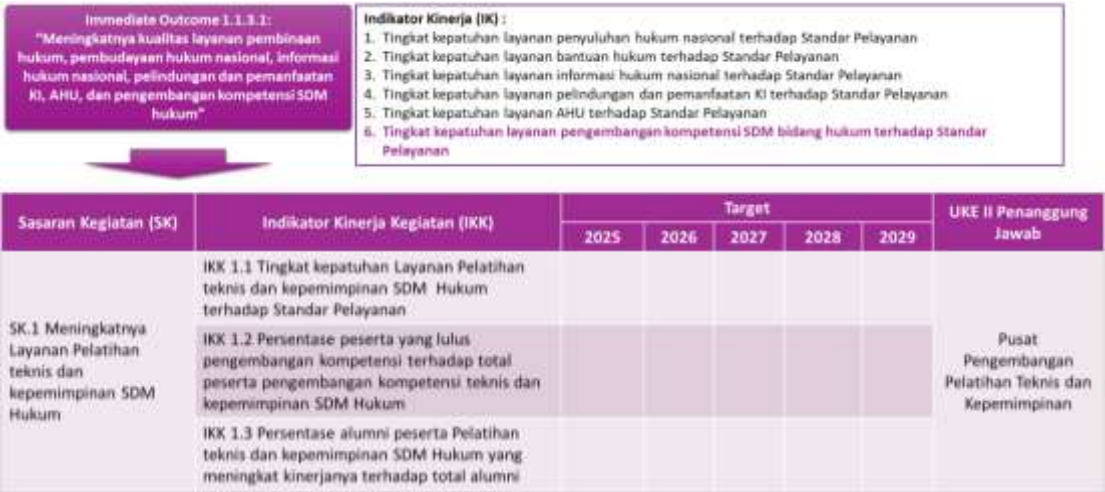 Immediate Outcome 1.1.3.1:
"Meningkatnya kualitas layanan pembinaan
hukum, pembudayaan hukum nasional, informasi
hukum nasional, pelindungan dan pemanfaatan
KI, AHU, dan pengembangan kompetensi SDM
hukum"
Indikator Kinerja (IK) :
1. Tingkat kepatuhan layanan penyuluhan hukum nasional terhadap Standar Pelayanan
2. Tingkat kepatuhan layanan bantuan hukum terhadap Standar Pelayanan
3. Tingkat kepatuhan layanan informasi hukum nasional terhadap Standar Pelayanan
4. Tingkat kepatuhan layanan pelindungan dan pemanfaatan KI terhadap Standar Pelayanan
5. Tingkat kepatuhan layanan AHU terhadap Standar Pelayanan
6. Tingkat kepatuhan layanan pengembangan kompetensi SDM bidang hukum terhadap Standar
Pelayanan
Sasaran Kegiatan (SK)
Indikator Kinerja Kegiatan (IKK)
Target
2025 2026 2027 2028 2029
UKE II Penanggung
Jawab
SK.1 Meningkatnya
Layanan Pelatihan
teknis dan
kepemimpinan SDM
Hukum
IKK 1.1 Tingkat kepatuhan Layanan Pelatihan
teknis dan kepemimpinan SDM Hukum
terhadap Standar Pelayanan
IKK 1.2 Persentase peserta yang lulus
pengembangan kompetensi terhadap total
peserta pengembangan kompetensi teknis dan
kepemimpinan SDM Hukum
IKK 1.3 Persentase alumni peserta Pelatihan
teknis dan kepemimpinan SDM Hukum yang
meningkat kinerjanya terhadap total alumni
Pusat
Pengembangan
Pelatihan Teknis dan
Kepemimpinan